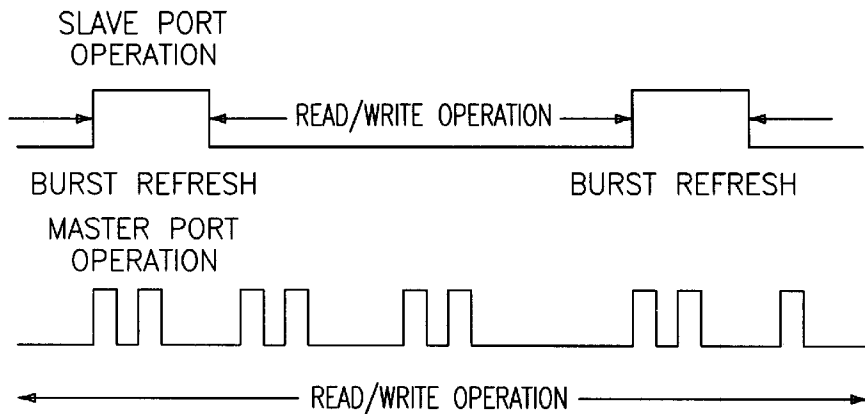 SLAVE PORT
OPERATION
READ/WRITE OPERATION
BURST REFRESH
BURST REFRESH
MASTER PORT
OPERATION
READ/WRITE OPERATION